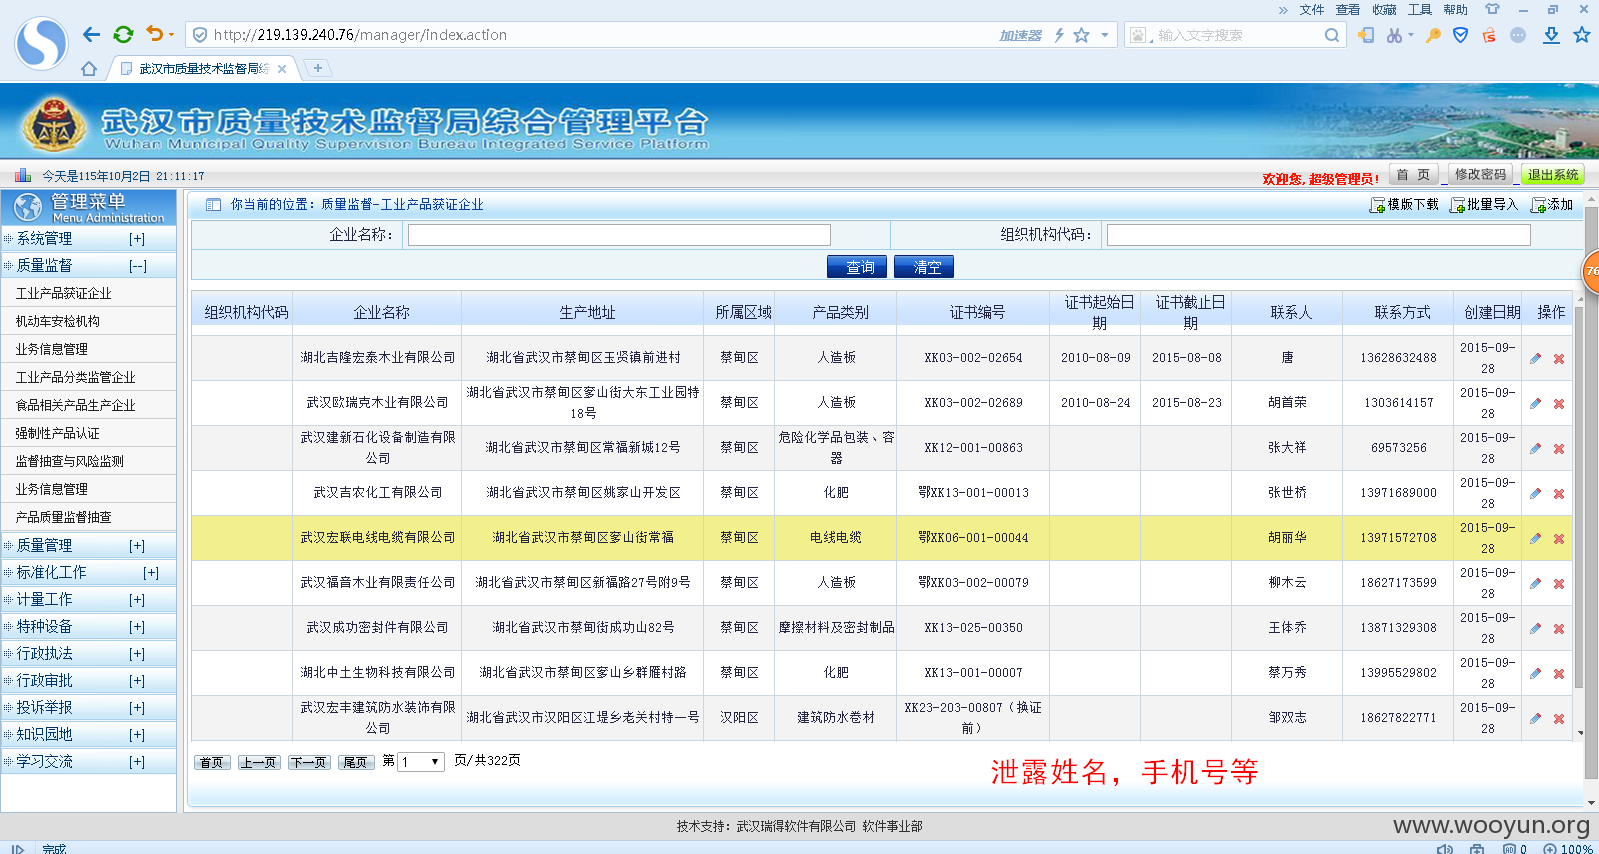 » 文件 查看 收藏 工具 帮助
http://219.139.240.76/manager/index.action 加速器 输入文字搜索
武汉市质量技术监督局综
武汉市质量技术监督局综合管理平台
Wuhan Municipal Quality Supervision Bureau Integrated Service Platform
今天是115年10月2日 21:11:17 欢迎您, 超级管理员! 首 页 修改密码 退出系统
管理菜单
Menu Administration
系统管理 [+]
质量监督 [--]
工业产品获证企业
机动车安检机构
业务信息管理
工业产品分类监管企业
食品相关产品生产企业
强制性产品认证
监督抽查与风险监测
业务信息管理
产品质量监督抽查
质量管理 [+]
标准化工作 [+]
计量工作 [+]
特种设备 [+]
行政执法 [+]
行政审批 [+]
投诉举报 [+]
知识园地 [+]
学习交流 [+]
你当前的位置：质量监督-工业产品获证企业 模版下载 批量导入 添加
企业名称： 组织机构代码：
查询 清空
76
组织机构代码 企业名称 生产地址 所属区域 产品类别 证书编号 证书起始日期 证书截止日期 联系人 联系方式 创建日期 操作
湖北吉隆宏泰木业有限公司 湖北省武汉市蔡甸区玉贤镇前进村 蔡甸区 人造板 XK03-002-02654 2010-08-09 2015-08-08 唐 13628632488 2015-09-28
武汉欧瑞克木业有限公司 湖北省武汉市蔡甸区奓山街大东工业园特18号 蔡甸区 人造板 XK03-002-02689 2010-08-24 2015-08-23 胡首荣 1303614157 2015-09-28
武汉建新石化设备制造有限公司 湖北省武汉市蔡甸区常福新城12号 蔡甸区 危险化学品包装、容器 XK12-001-00863 张大祥 69573256 2015-09-28
武汉吉农化工有限公司 湖北省武汉市蔡甸区姚家山开发区 蔡甸区 化肥 鄂XK13-001-00013 张世桥 13971689000 2015-09-28
武汉宏联电线电缆有限公司 湖北省武汉市蔡甸区奓山街常福 蔡甸区 电线电缆 鄂XK06-001-00044 胡丽华 13971572708 2015-09-28
武汉福音木业有限责任公司 湖北省武汉市蔡甸区新福路27号附9号 蔡甸区 人造板 鄂XK03-002-00079 柳木云 18627173599 2015-09-28
武汉成功密封件有限公司 湖北省武汉市蔡甸街成功山82号 蔡甸区 摩擦材料及密封制品 XK13-025-00350 王体乔 13871329308 2015-09-28
湖北中土生物科技有限公司 湖北省武汉市蔡甸区奓山乡群雁村路 蔡甸区 化肥 XK13-001-00007 蔡万秀 13995529802 2015-09-28
武汉宏丰建筑防水装饰有限公司 湖北省武汉市汉阳区江堤乡老关村特一号 汉阳区 建筑防水卷材 XK23-203-00807（换证前） 邹双志 18627822771 2015-09-28
首页 上一页 下一页 尾页 第 1 页/共322页
泄露姓名，手机号等
技术支持：武汉瑞得软件有限公司 软件事业部
www.wooyun.org
完成 0 100%